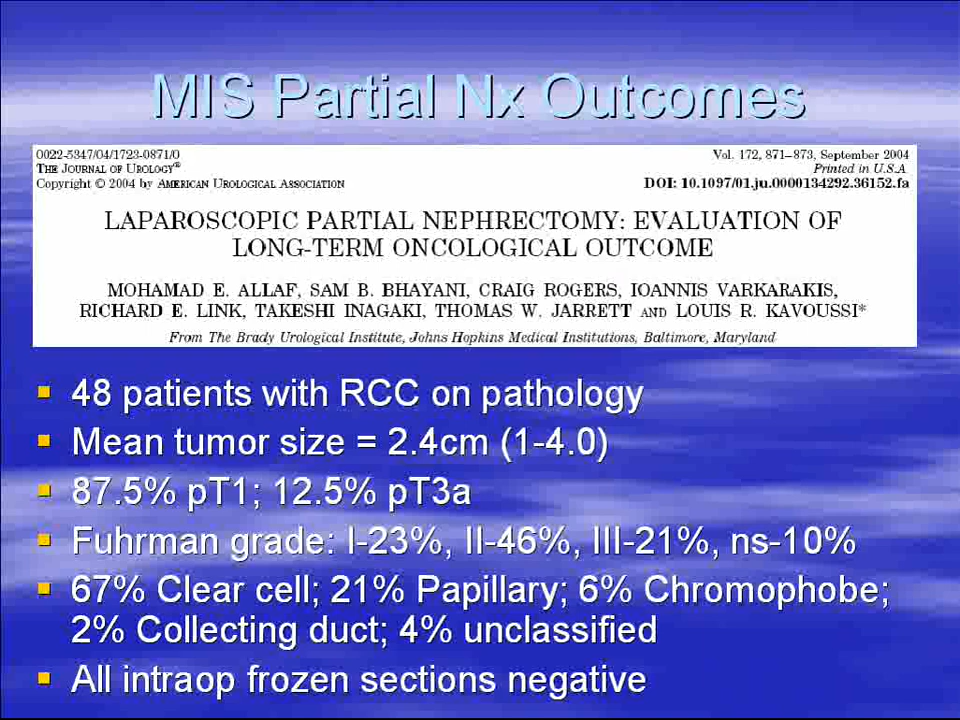 MIS Partial Nx Outcomes
0022-5347/04/1723-0871/0
THE JOURNAL OF UROLOGY®
Copyright © 2004 by AMERICAN UROLOGICAL ASSOCIATION
Vol. 172, 871–873, September 2004
Printed in U.S.A.
DOI: 10.1097/01.ju.0000134292.36152.fa
LAPAROSCOPIC PARTIAL NEPHRECTOMY: EVALUATION OF
LONG-TERM ONCOLOGICAL OUTCOME
MOHAMAD E. ALLAF, SAM B. BHAYANI, CRAIG ROGERS, IOANNIS VARKARAKIS,
RICHARD E. LINK, TAKESHI INAGAKI, THOMAS W. JARRETT AND LOUIS R. KAVOUSSI*
From The Brady Urological Institute, Johns Hopkins Medical Institutions, Baltimore, Maryland
▪ 48 patients with RCC on pathology
▪ Mean tumor size = 2.4cm (1-4.0)
▪ 87.5% pT1; 12.5% pT3a
▪ Fuhrman grade: I-23%, II-46%, III-21%, ns-10%
▪ 67% Clear cell; 21% Papillary; 6% Chromophobe;
2% Collecting duct; 4% unclassified
▪ All intraop frozen sections negative